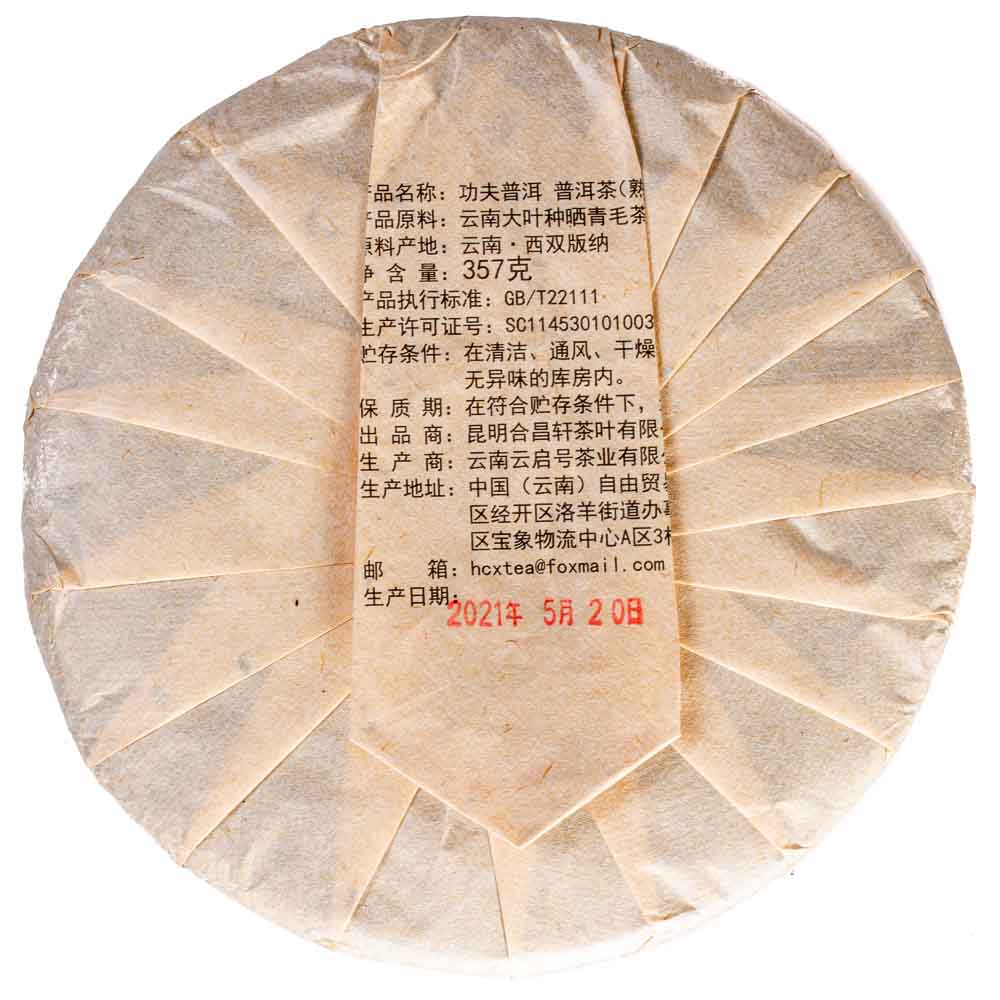 产品名称：功夫普洱 普洱茶(熟
产品原料：云南大叶种晒青毛茶
原料产地：云南·西双版纳
净 含 量：357克
产品执行标准：GB/T22111
生产许可证号：SC114530101003
贮存条件：在清洁、通风、干燥
无异味的库房内。
保 质 期：在符合贮存条件下，
出 品 商：昆明合昌轩茶叶有限
生 产 商：云南云启号茶业有限
生产地址：中国（云南）自由贸
区经开区洛羊街道办
区宝象物流中心A区3
邮 箱：hcxtea@foxmail.com
生产日期：
2021年 5月 20日